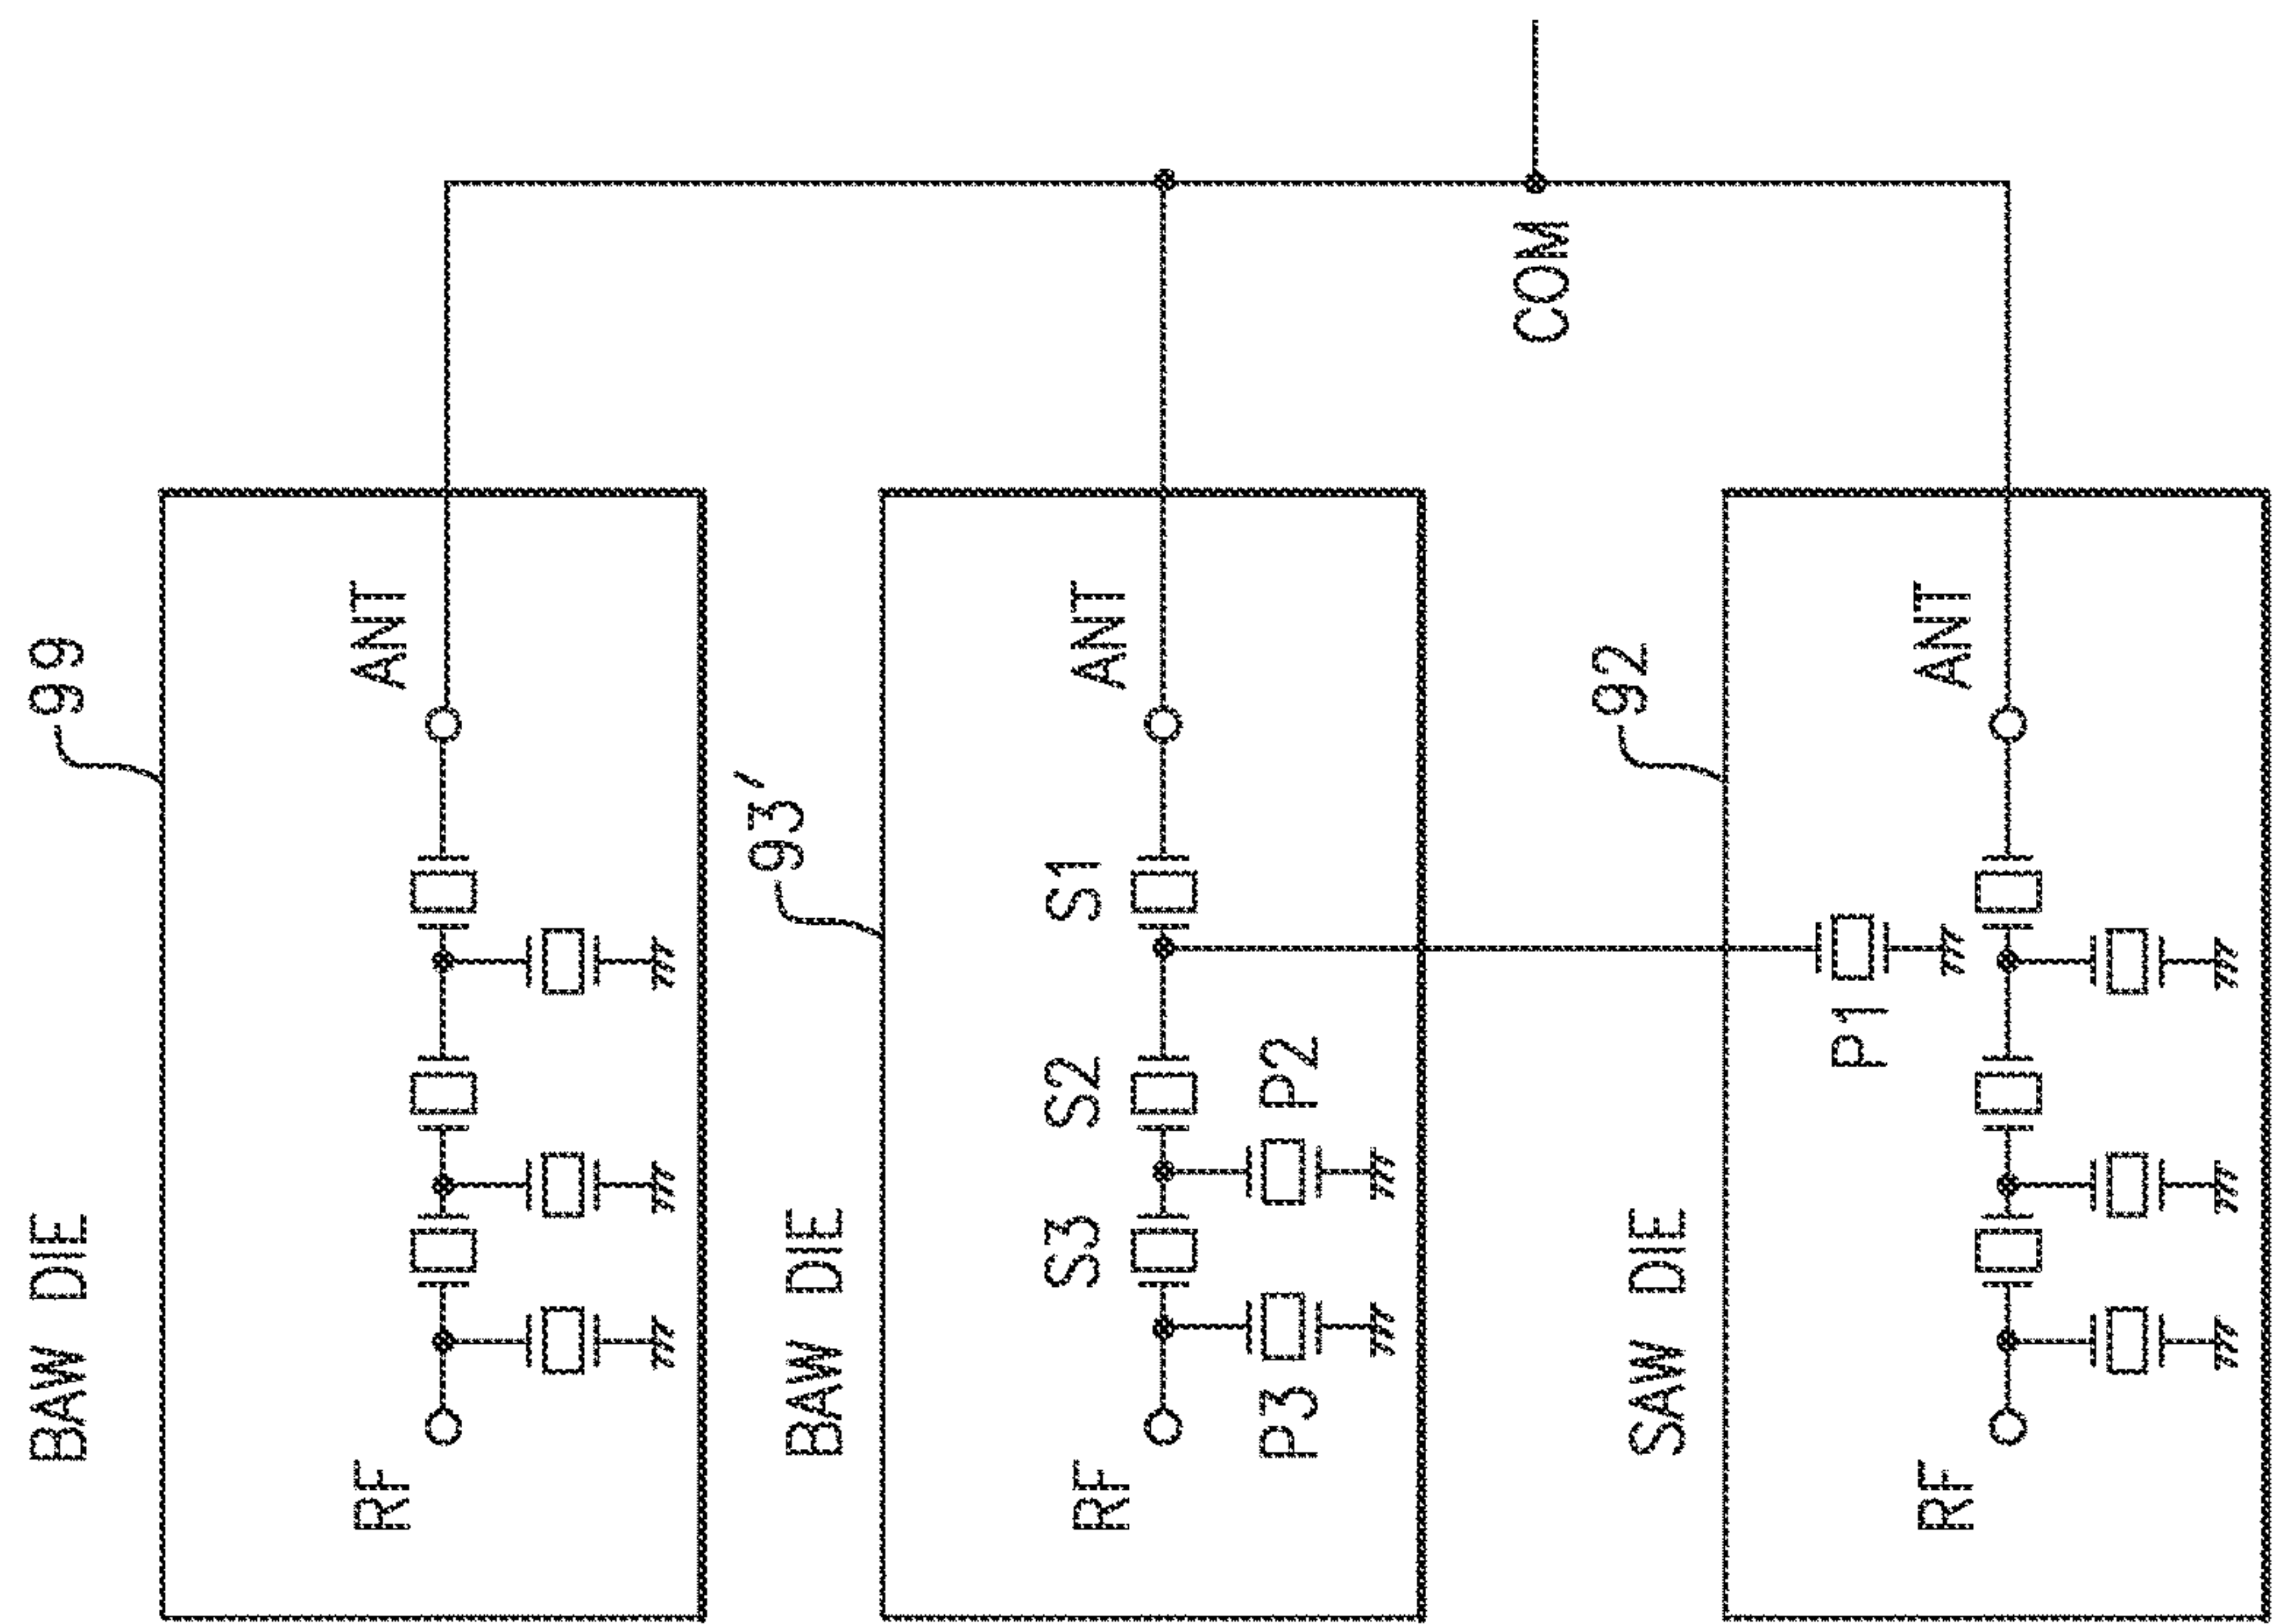 BAW DIE
99
RF
ANT
BAW DIE
93'
RF
S3
S2
S1
ANT
P3
P2
COM
SAW DIE
92
P1
RF
ANT